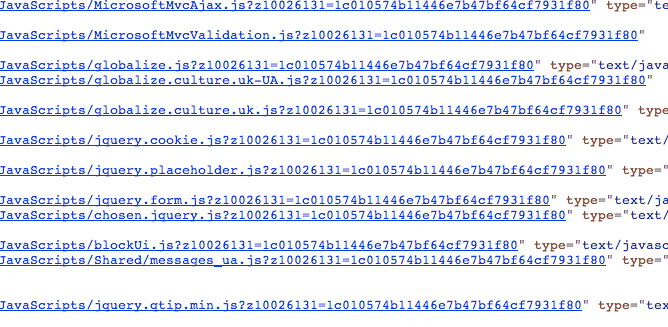 JavaScripts/MicrosoftMvcAjax.js?z10026131=1c010574b11446e7b47bf64cf7931f80" type="te
JavaScripts/MicrosoftMvcValidation.js?z10026131=1c010574b11446e7b47bf64cf7931f80"
JavaScripts/globalize.js?z10026131=1c010574b11446e7b47bf64cf7931f80" type="text/java
JavaScripts/globalize.culture.uk-UA.js?z10026131=1c010574b11446e7b47bf64cf7931f80"
JavaScripts/globalize.culture.uk.js?z10026131=1c010574b11446e7b47bf64cf7931f80" type
JavaScripts/jquery.cookie.js?z10026131=1c010574b11446e7b47bf64cf7931f80" type="text/
JavaScripts/jquery.placeholder.js?z10026131=1c010574b11446e7b47bf64cf7931f80" type="
JavaScripts/jquery.form.js?z10026131=1c010574b11446e7b47bf64cf7931f80" type="text/ja
JavaScripts/chosen.jquery.js?z10026131=1c010574b11446e7b47bf64cf7931f80" type="text/
JavaScripts/blockUi.js?z10026131=1c010574b11446e7b47bf64cf7931f80" type="text/javasc
JavaScripts/Shared/messages_ua.js?z10026131=1c010574b11446e7b47bf64cf7931f80" type="
JavaScripts/jquery.qtip.min.js?z10026131=1c010574b11446e7b47bf64cf7931f80" type="tex